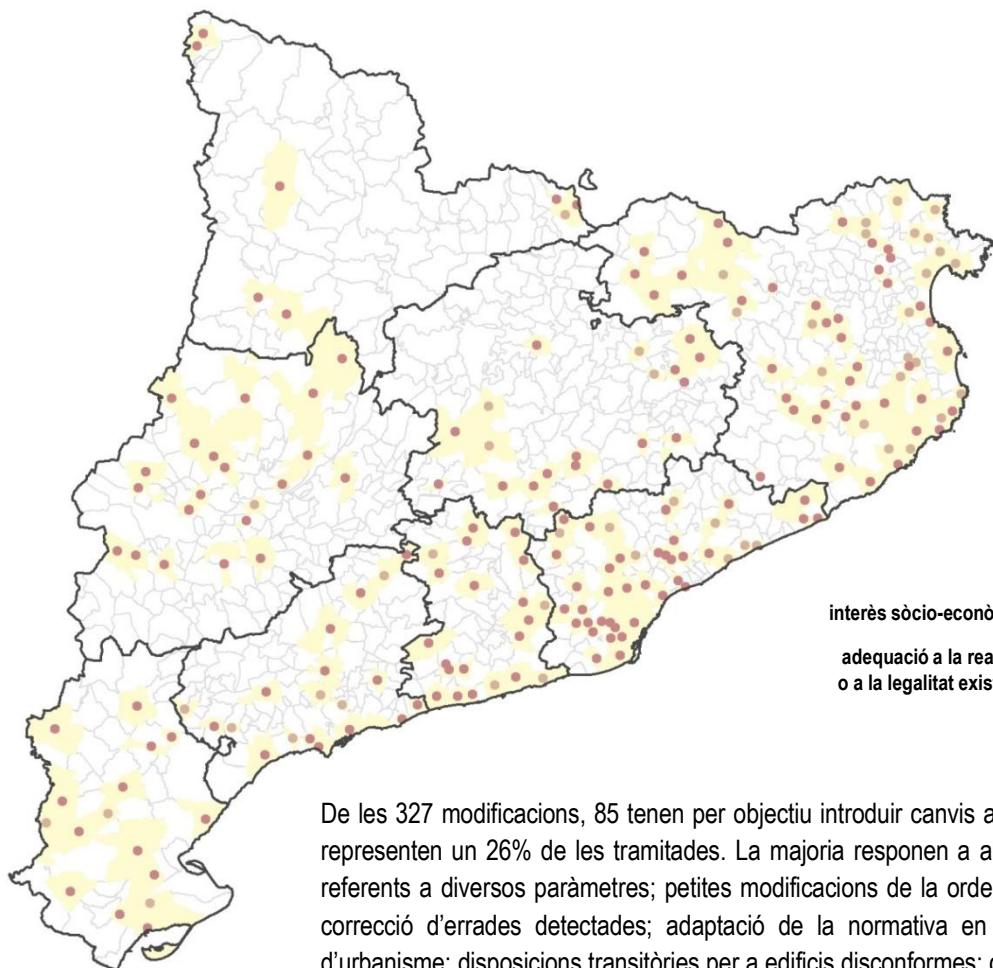 interès sòcio-econò
adequació a la rea
o a la legalitat exis
De les 327 modificacions, 85 tenen per objectiu introduir canvis a
representen un 26% de les tramitades. La majoria responen a a
referents a diversos paràmetres; petites modificacions de la orde
correcció d’errades detectades; adaptació de la normativa en
d’urbanisme; disposicions transitòries per a edificis disconformes;